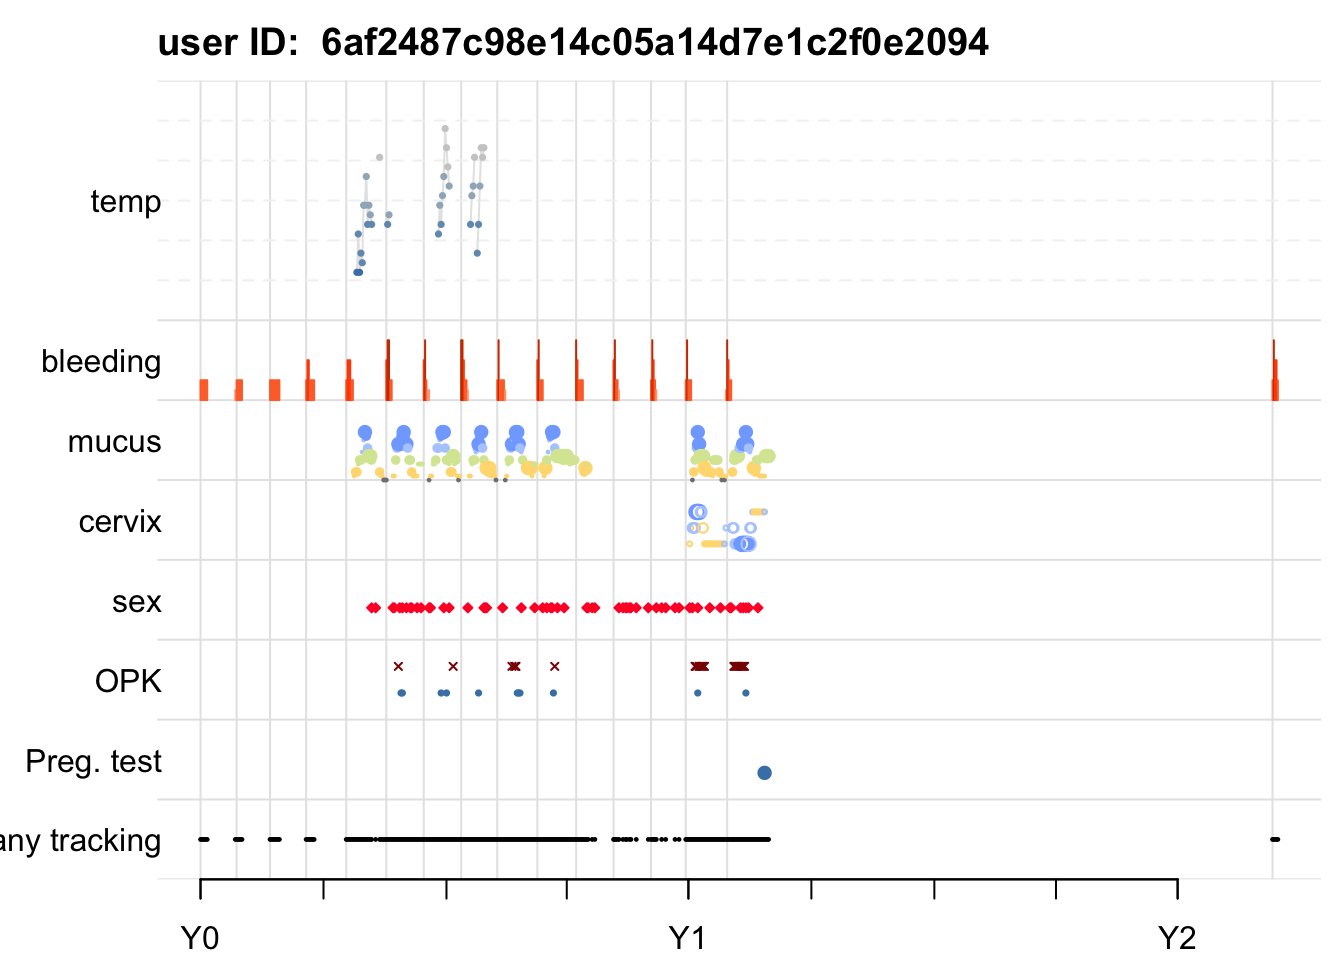 user ID:  6af2487c98e14c05a14d7e1c2f0e2094
temp
bleeding
mucus
cervix
sex
OPK
Preg. test
any tracking
Y0 Y1 Y2